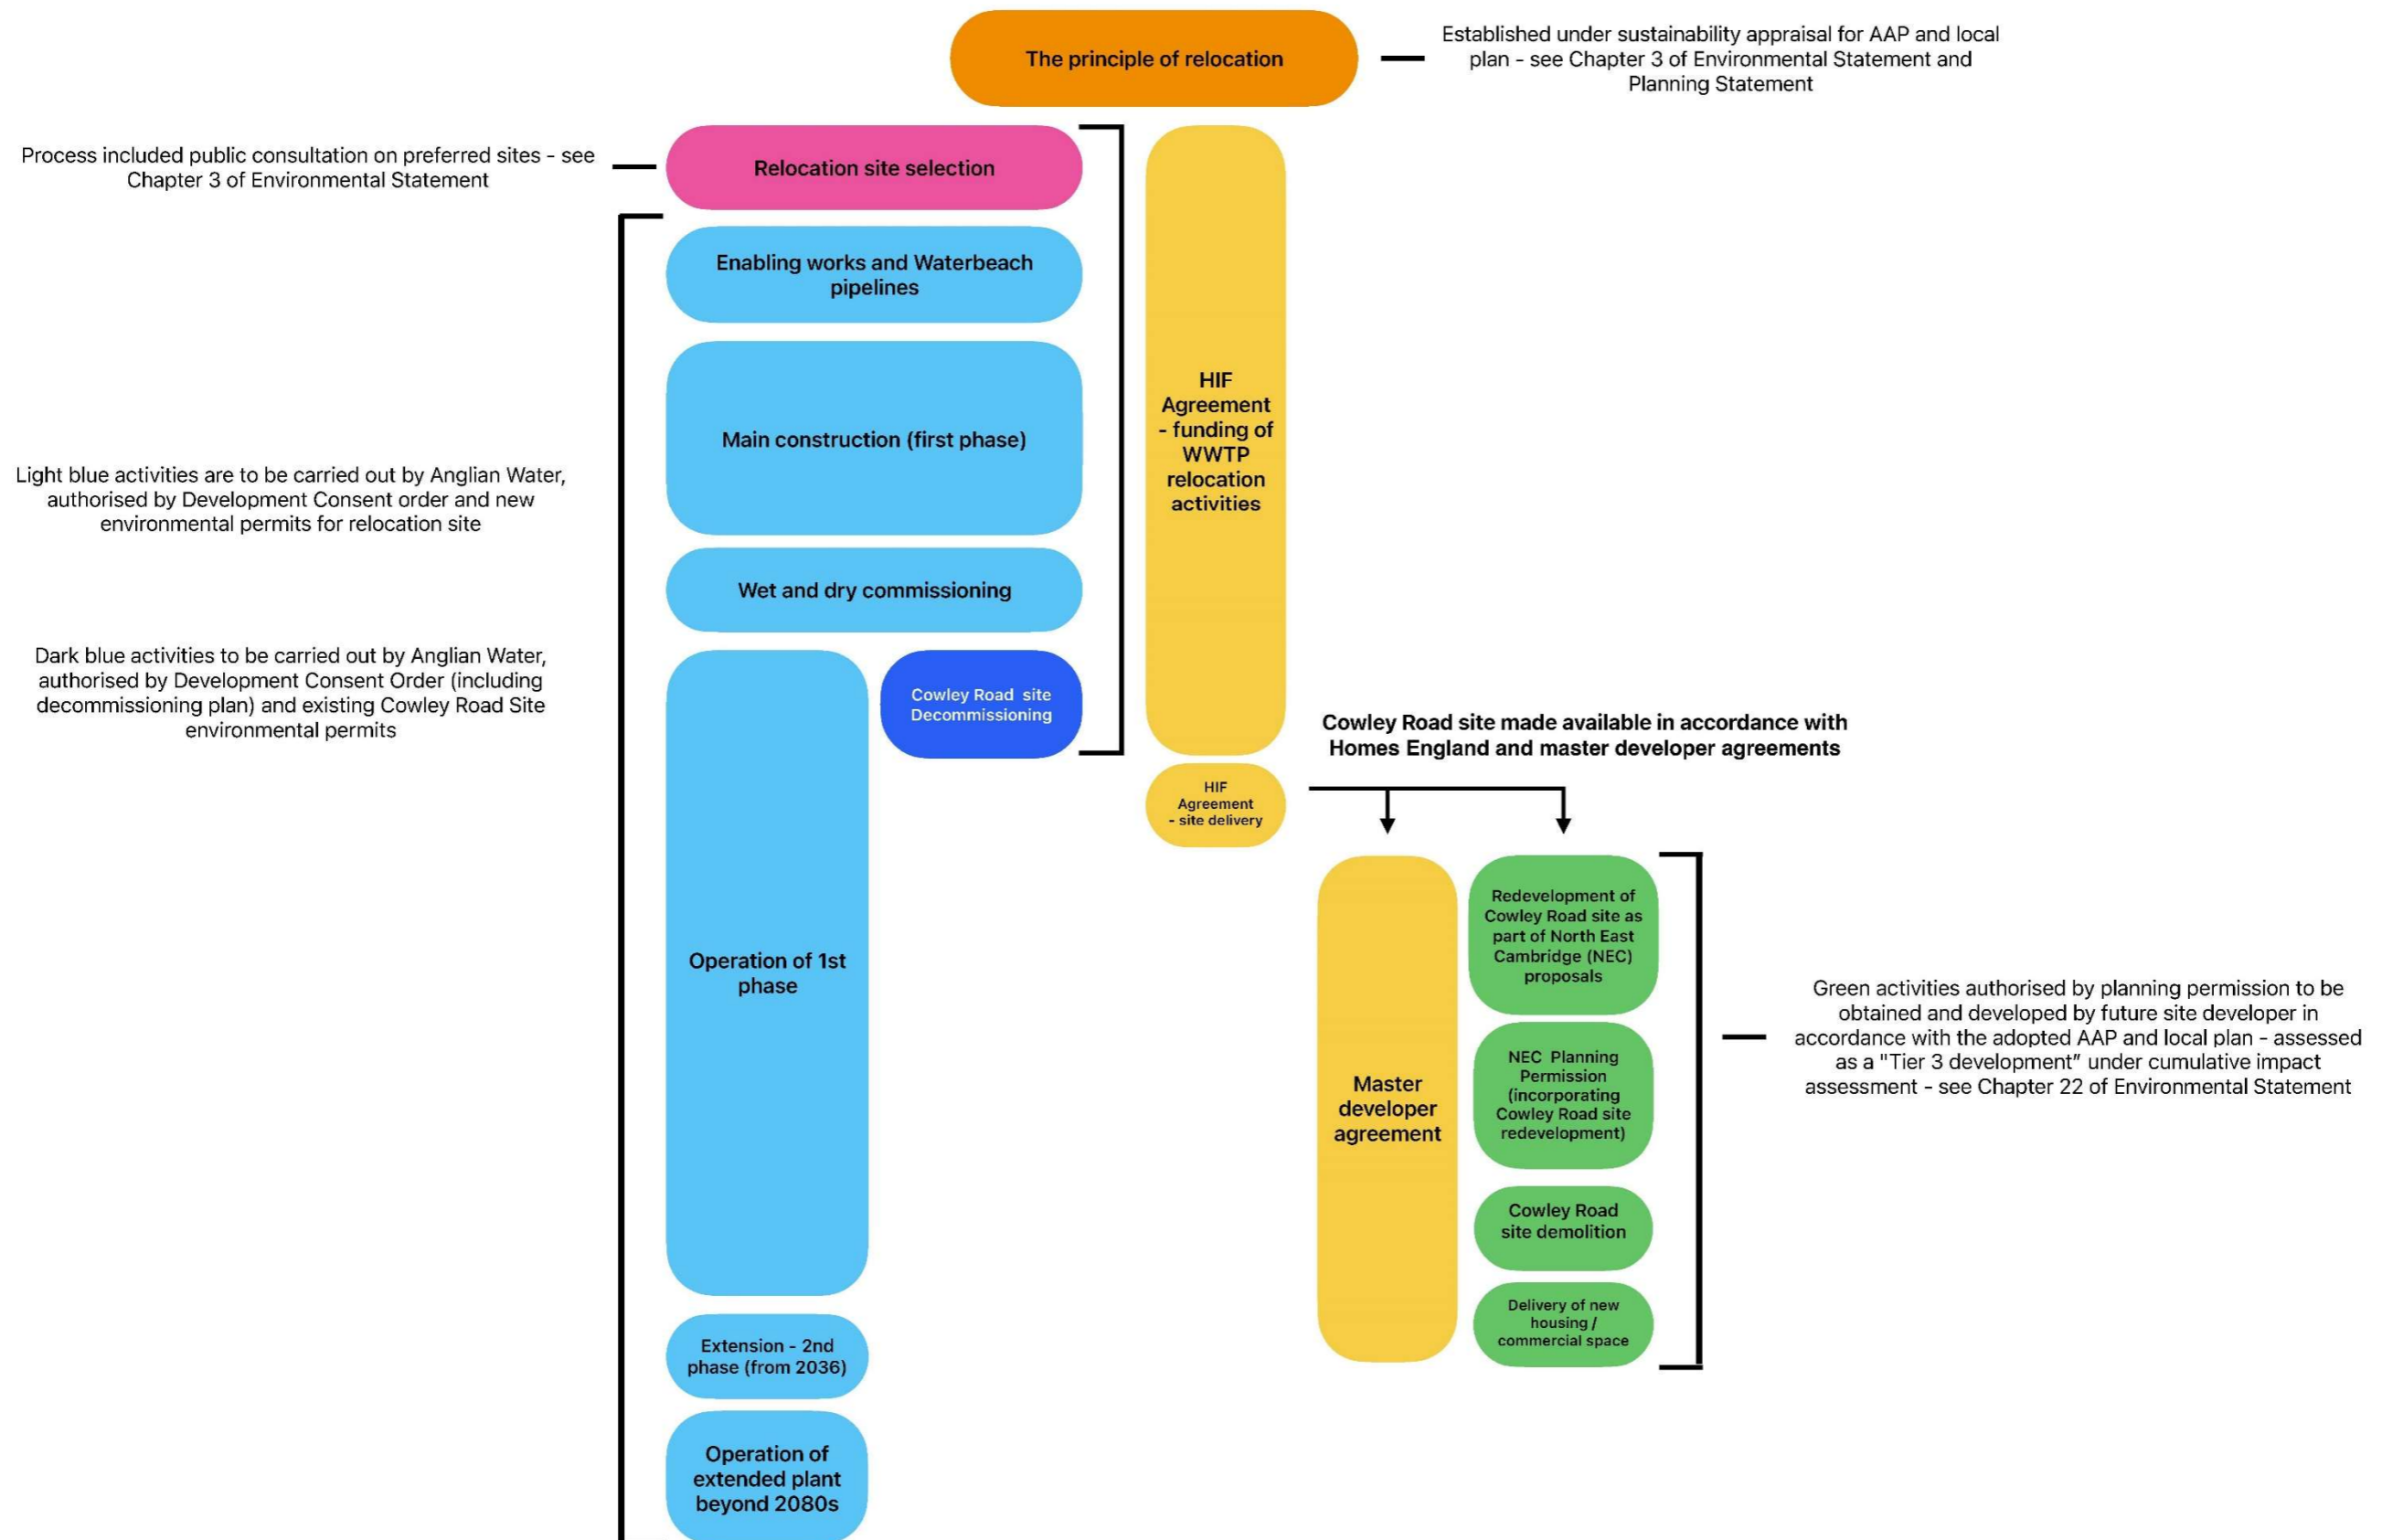 The principle of relocation
Established under sustainability appraisal for AAP and local
plan - see Chapter 3 of Environmental Statement and
Planning Statement
Process included public consultation on preferred sites - see
Chapter 3 of Environmental Statement
Relocation site selection
Enabling works and Waterbeach
pipelines
Main construction (first phase)
HIF
Agreement
- funding of
WWTP
relocation
activities
Light blue activities are to be carried out by Anglian Water,
authorised by Development Consent order and new
environmental permits for relocation site
Wet and dry commissioning
Dark blue activities to be carried out by Anglian Water,
authorised by Development Consent Order (including
decommissioning plan) and existing Cowley Road Site
environmental permits
Cowley Road site
Decommissioning
Cowley Road site made available in accordance with
Homes England and master developer agreements
HIF
Agreement
- site delivery
Operation of 1st
phase
Master
developer
agreement
Redevelopment of
Cowley Road site as
part of North East
Cambridge (NEC)
proposals
NEC Planning
Permission
(incorporating
Cowley Road site
redevelopment)
Cowley Road
site demolition
Delivery of new
housing /
commercial space
Green activities authorised by planning permission to be
obtained and developed by future site developer in
accordance with the adopted AAP and local plan - assessed
as a "Tier 3 development” under cumulative impact
assessment - see Chapter 22 of Environmental Statement
Extension - 2nd
phase (from 2036)
Operation of
extended plant
beyond 2080s